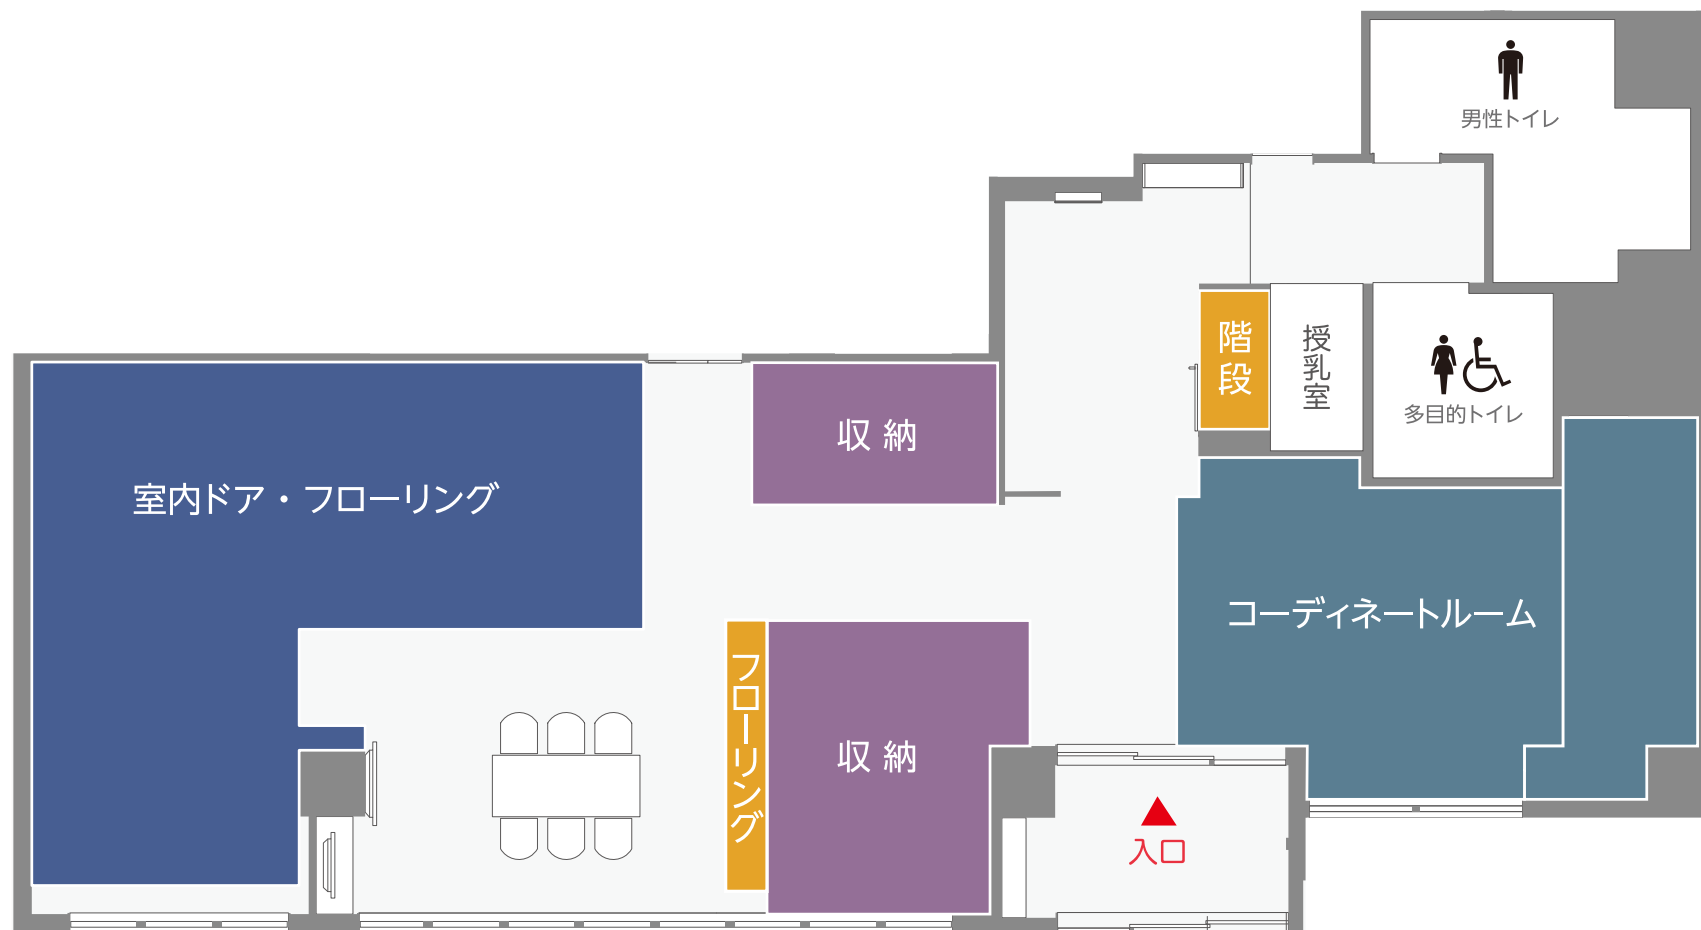 男性トイレ
階段
授乳室
多目的トイレ
収納
室内ドア・フローリング
コーディネートルーム
フローリング
収納
入口